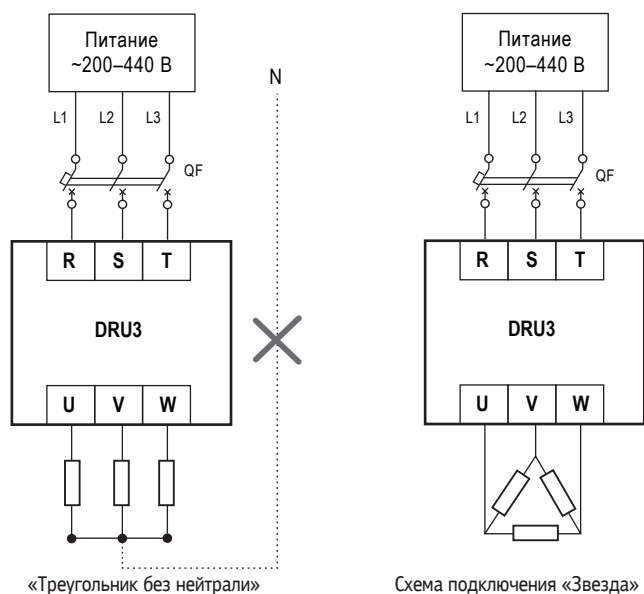 Питание
~200–440 В
N
L1 L2 L3
QF
R S T
DRU3
U V W
«Треугольник без нейтрали»
Питание
~200–440 В
L1 L2 L3
QF
R S T
DRU3
U V W
Схема подключения «Звезда»